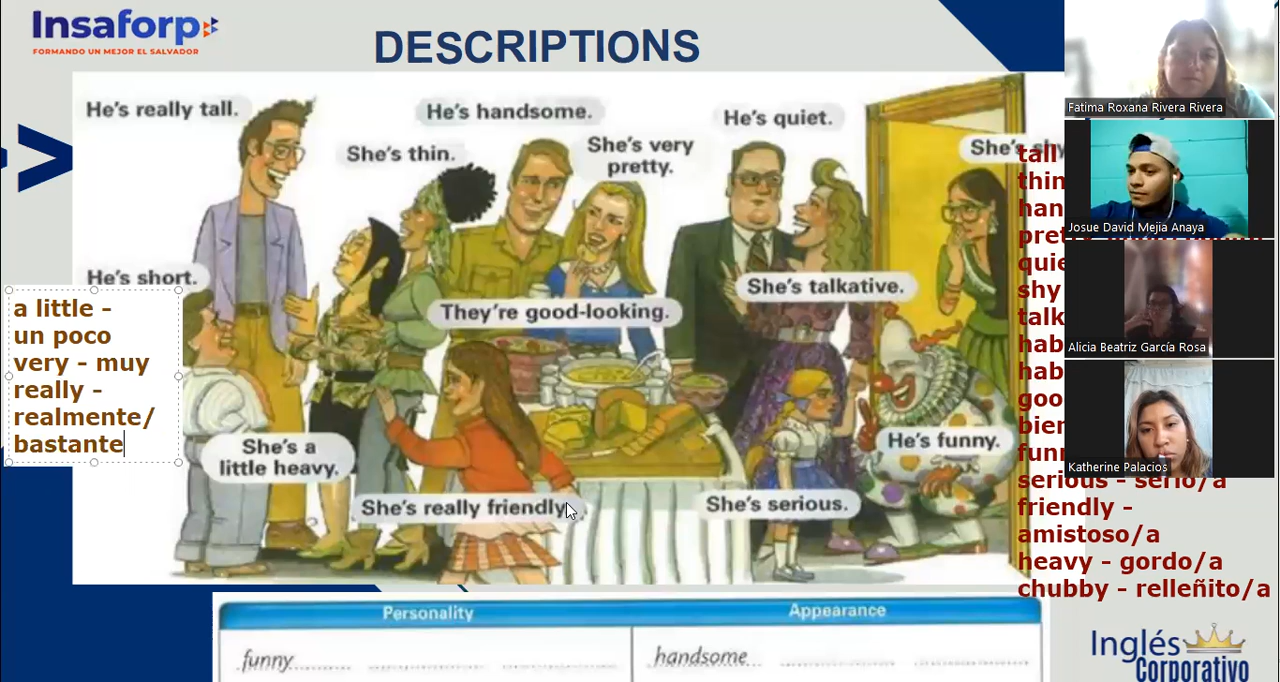 Insaforp
FORMANDO UN MEJOR EL SALVADOR
DESCRIPTIONS
He's really tall.
He's handsome.
He's quiet.
She's thin.
She's very
pretty.
She's
He's short.
They're good-looking.
She's talkative.
She's a
little heavy.
He's funny.
She's really friendly.
She's serious.
a little -
un poco
very - muy
really -
realmente/
bastante
tall
thin
shy
serious - serio/a
friendly -
amistoso/a
heavy - gordo/a
chubby - relleñito/a
Fatima Roxana Rivera Rivera
Josue David Mejia Anaya
Alicia Beatriz García Rosa
Katherine Palacios
Personality
Appearance
funny
handsome
Inglés
Corporativo